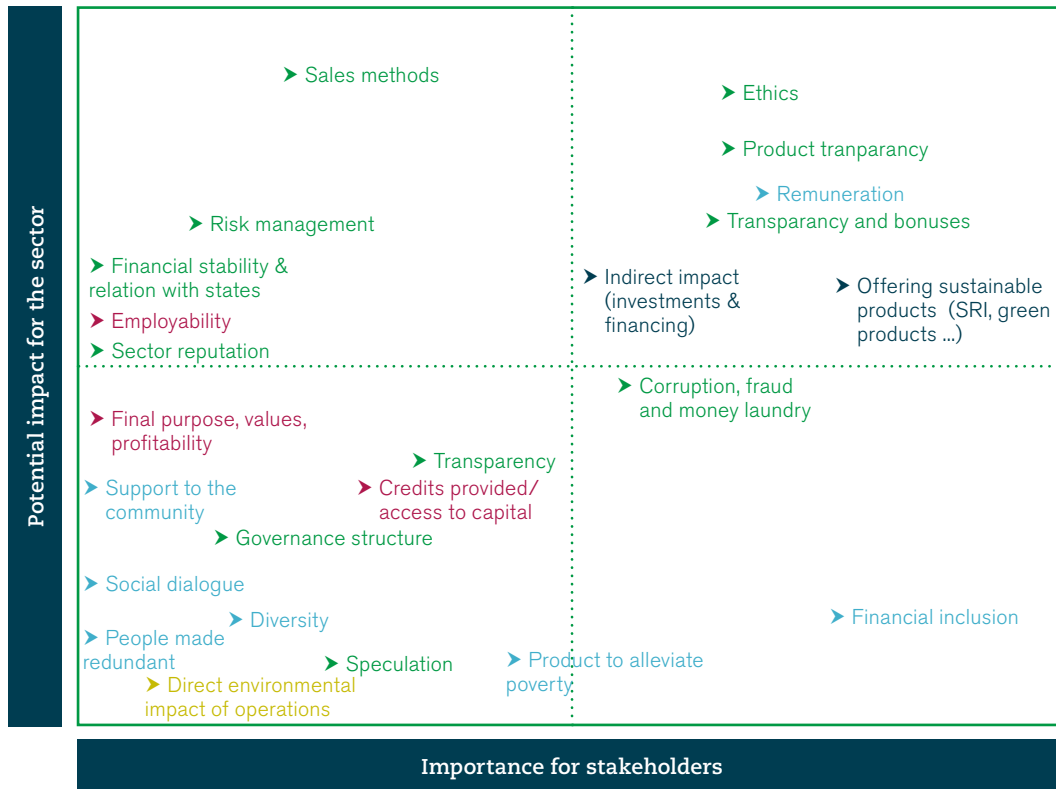 Potential impact for the sector
Sales methods
Ethics
Product tranparancy
Remuneration
Risk management
Transparancy and bonuses
Financial stability &
relation with states
Indirect impact
(investments &
financing)
Offering sustainable
products (SRI, green
products ...)
Employability
Sector reputation
Corruption, fraud
and money laundry
Final purpose, values,
profitability
Transparency
Support to the
community
Credits provided/
access to capital
Governance structure
Social dialogue
Diversity
Financial inclusion
People made
redundant
Speculation
Product to alleviate
poverty
Direct environmental
impact of operations
Importance for stakeholders